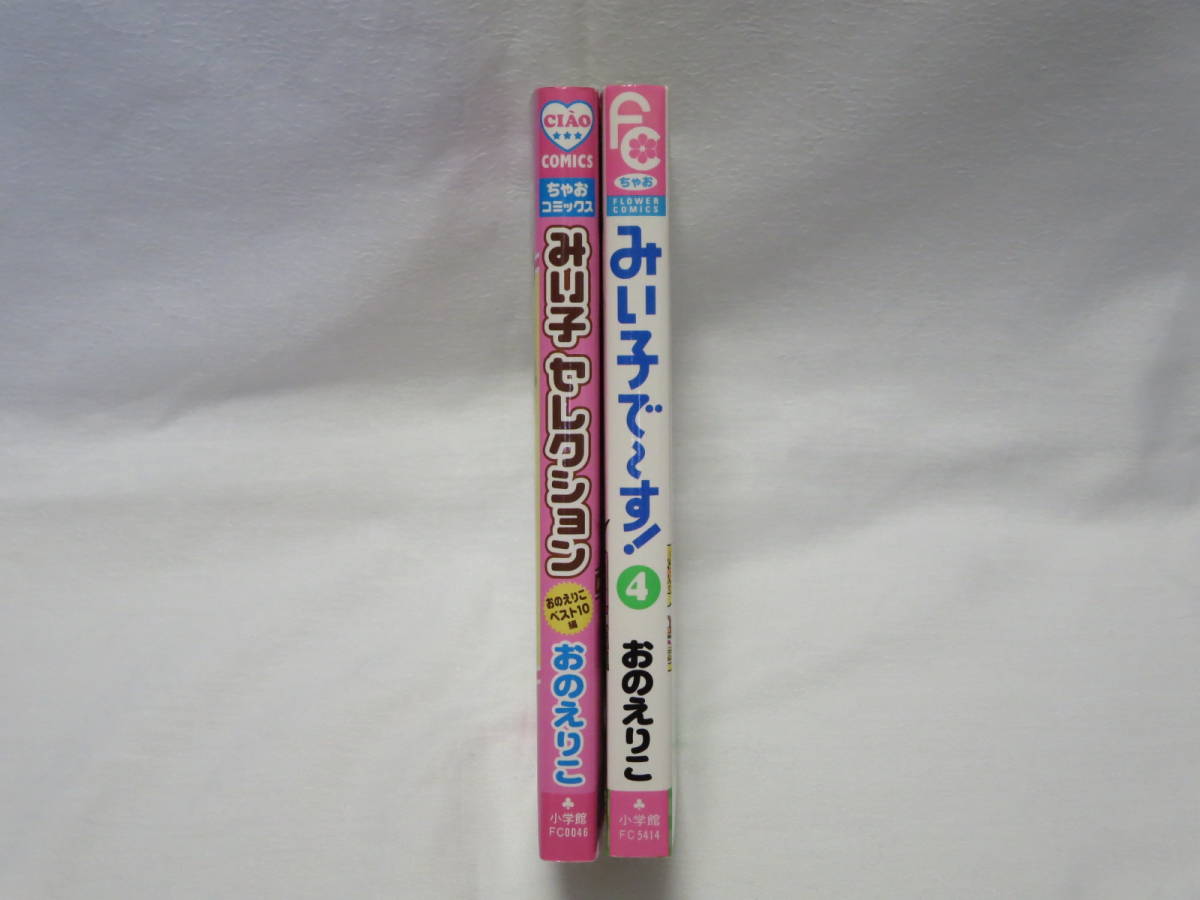 CIÀO
COMICS
ちゃお
コミックス
みい子 セレクション
おのえりこ
ベスト10
編
おのえりこ
小学館
FC0046
FC
ちゃお
FLOWER
COMICS
みい子で〜す!
4
おのえりこ
小学館
FC5414